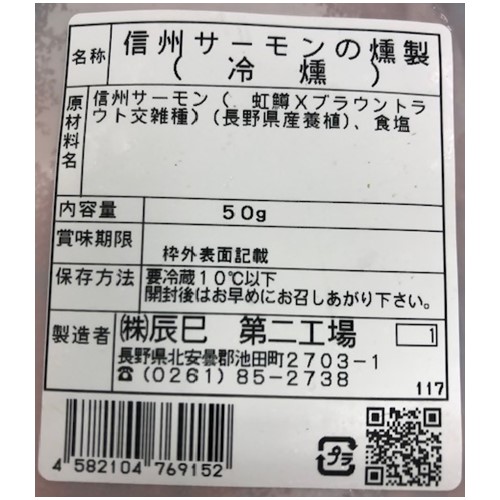 名称
信州サーモンの燻製
(冷燻)
原材料名
信州サーモン( 虹鱒Xブラウントラ
ウト交雑種)(長野県産養植)、食塩
内容量 50g
賞味期限 枠外表面記載
保存方法
要冷蔵10℃以下
開封後はお早めにお召しあがり下さい。
製造者
㈱辰巳 第二工場 1
長野県北安曇郡池田町2703-1
☎(0261)85-2738
117
4 582104 769152
プラ